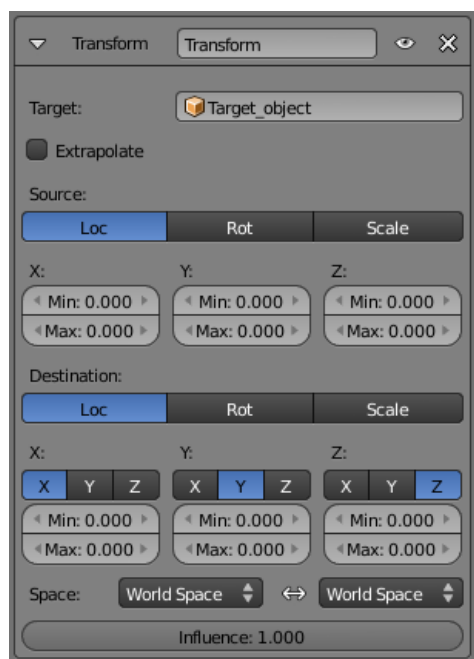 Transform Transform
Target: Target_object
Extrapolate
Source:
Loc Rot Scale
X: Y: Z:
Min: 0.000 Min: 0.000 Min: 0.000
Max: 0.000 Max: 0.000 Max: 0.000
Destination:
Loc Rot Scale
X: Y: Z:
X Y Z X Y Z X Y Z
Min: 0.000 Min: 0.000 Min: 0.000
Max: 0.000 Max: 0.000 Max: 0.000
Space: World Space World Space
Influence: 1.000